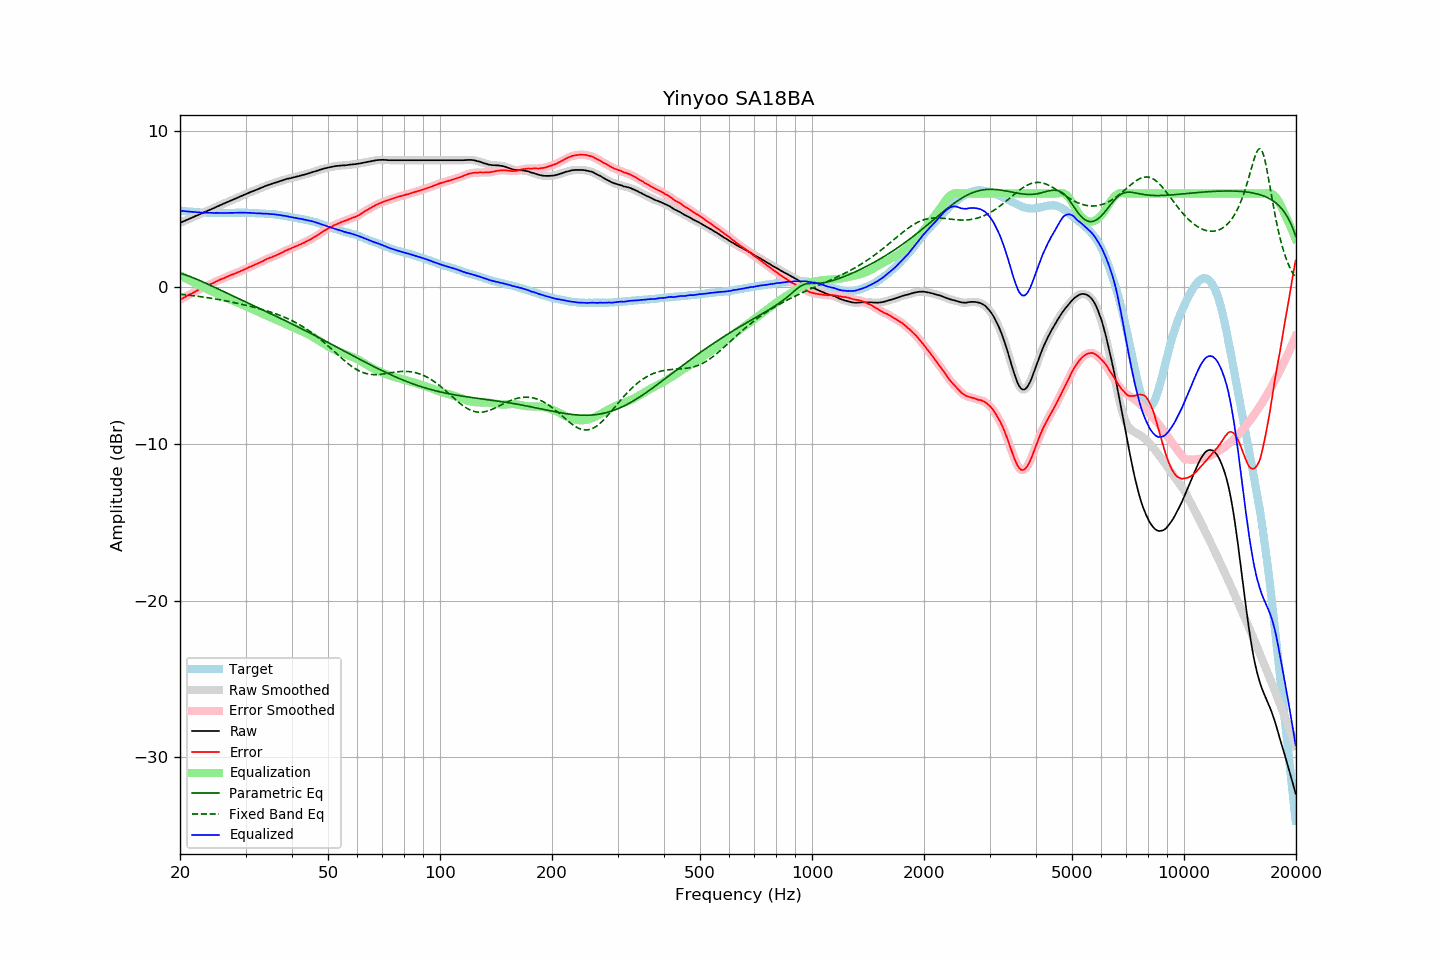 Yinyoo SA18BA
10
0
−10
−20
−30
Amplitude (dBr)
Target
Raw Smoothed
Error Smoothed
Raw
Error
Equalization
Parametric Eq
Fixed Band Eq
Equalized
20 50 100 200 500 1000 2000 5000 10000 20000
Frequency (Hz)